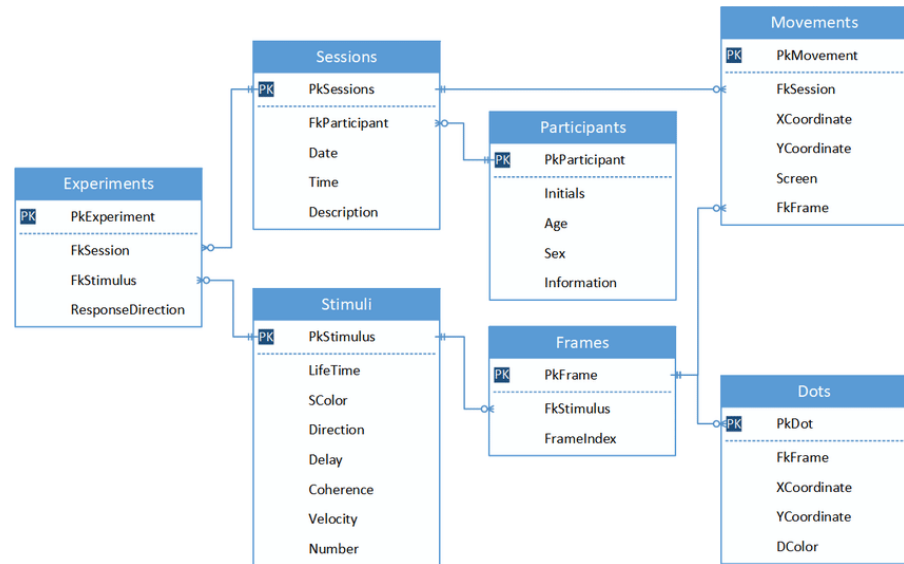 Experiments
PK PkExperiment
FkSession
FkStimulus
ResponseDirection
Sessions
PK PkSessions
FkParticipant
Date
Time
Description
Stimuli
PK PkStimulus
LifeTime
SColor
Direction
Delay
Coherence
Velocity
Number
Participants
PK PkParticipant
Initials
Age
Sex
Information
Frames
PK PkFrame
FkStimulus
FrameIndex
Movements
PK PkMovement
FkSession
XCoordinate
YCoordinate
Screen
FkFrame
Dots
PK PkDot
FkFrame
XCoordinate
YCoordinate
DColor